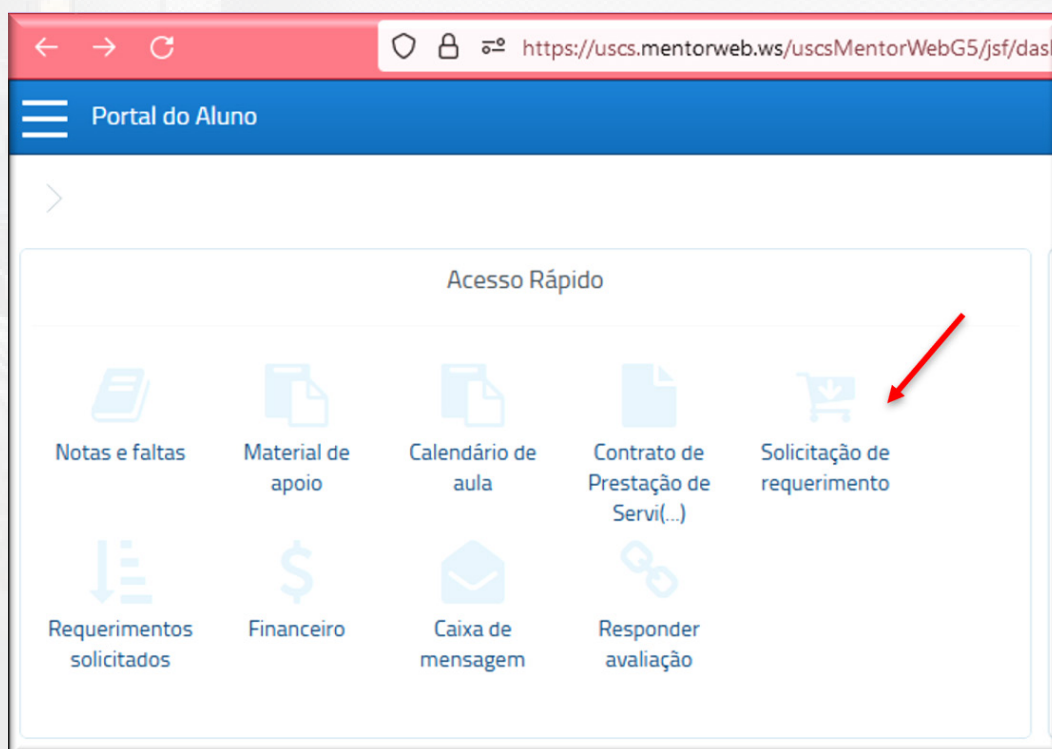 https://uscs.mentorweb.ws/uscsMentorWebG5/jsf/das
Portal do Aluno
Acesso Rápido
Notas e faltas
Material de
apoio
Calendário de
aula
Contrato de
Prestação de
Servi(...)
Solicitação de
requerimento
Requerimentos
solicitados
Financeiro
Caixa de
mensagem
Responder
avaliação